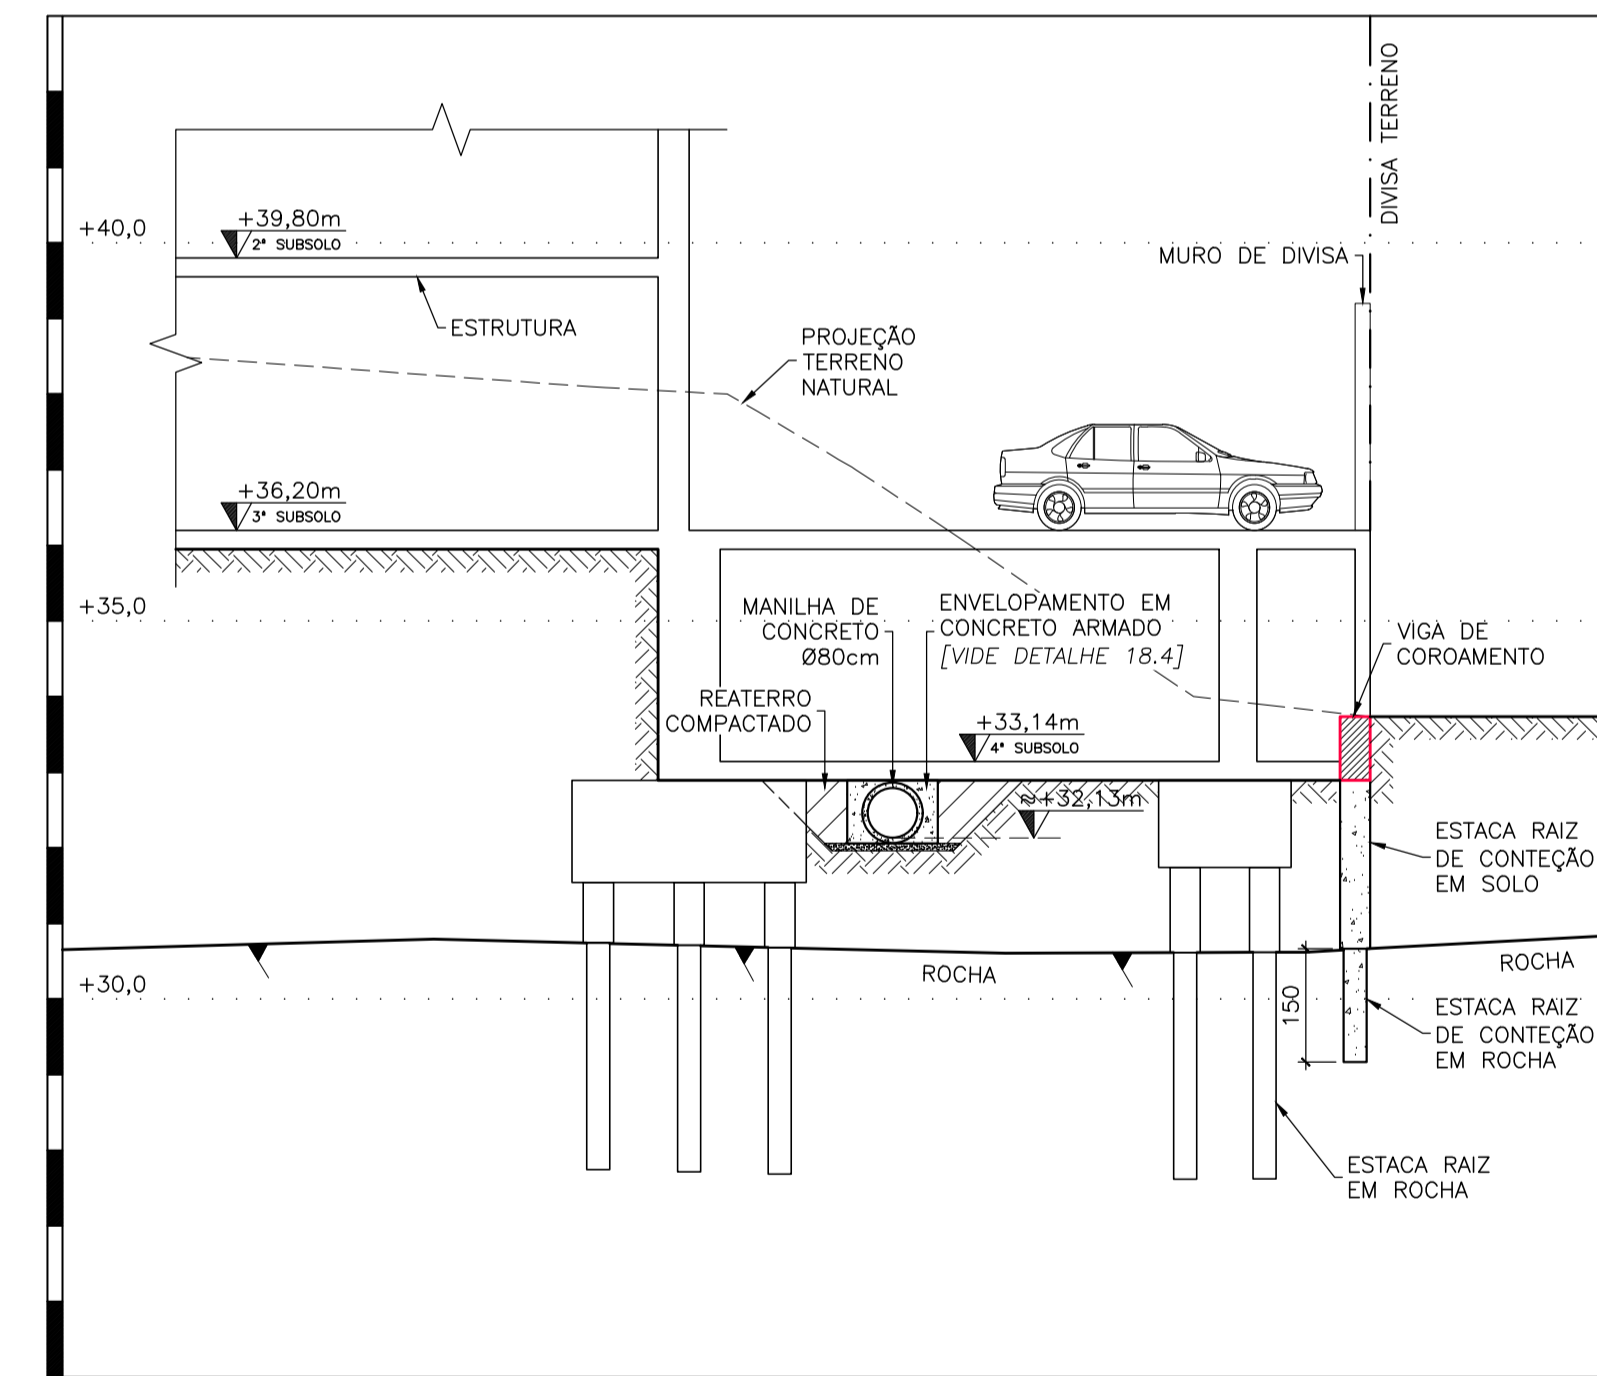 DIVISA TERRENO
+40,0
+39,80m
2º SUBSOLO
MURO DE DIVISA
ESTRUTURA
PROJEÇÃO
TERRENO
NATURAL
+36,20m
3º SUBSOLO
+35,0
MANILHA DE
CONCRETO
Ø80cm
ENVELOPAMENTO EM
CONCRETO ARMADO
[VIDE DETALHE 18.4]
VIGA DE
COROAMENTO
REATERRO
COMPACTADO
+33,14m
4º SUBSOLO
≈+32,13m
ESTACA RAIZ
DE CONTEÇÃO
EM SOLO
ROCHA
ROCHA
+30,0
150
ESTACA RAIZ
DE CONTEÇÃO
EM ROCHA
ESTACA RAIZ
EM ROCHA